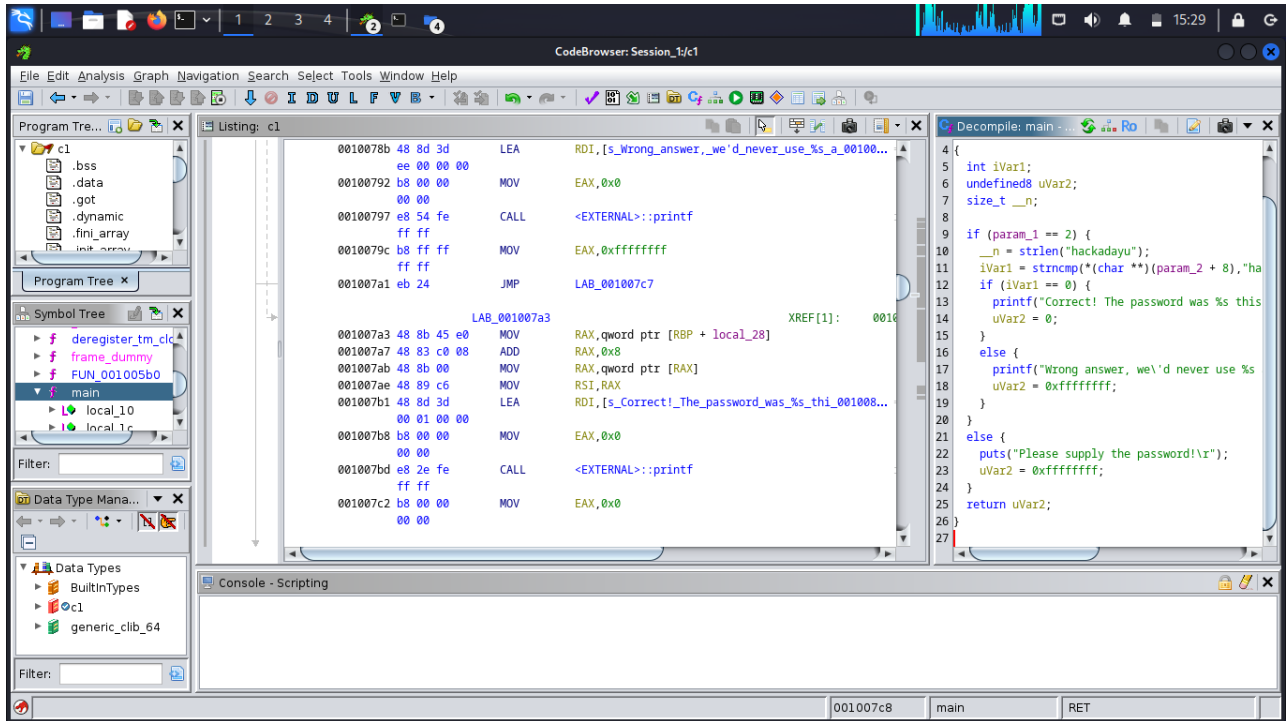 1 2 3 4 2 4 15:29
CodeBrowser: Session_1:/c1
File Edit Analysis Graph Navigation Search Select Tools Window Help
I D U L F V B
Program Tre...
c1
.bss
.data
.got
.dynamic
.fini_array
.init_array
Program Tree
Symbol Tree
f deregister_tm_clo
f frame_dummy
f FUN_001005b0
f main
local_10
local_1c
Filter:
Data Type Mana...
Data Types
BuiltInTypes
c1
generic_clib_64
Filter:
Listing: c1
0010078b 48 8d 3d LEA RDI,[s_Wrong_answer,_we'd_never_use_%s_a_00100...
ee 00 00 00
00100792 b8 00 00 MOV EAX,0x0
00 00
00100797 e8 54 fe CALL <EXTERNAL>::printf
ff ff
0010079c b8 ff ff MOV EAX,0xffffffff
ff ff
001007a1 eb 24 JMP LAB_001007c7
LAB_001007a3 XREF[1]: 0010
001007a3 48 8b 45 e0 MOV RAX,qword ptr [RBP + local_28]
001007a7 48 83 c0 08 ADD RAX,0x8
001007ab 48 8b 00 MOV RAX,qword ptr [RAX]
001007ae 48 89 c6 MOV RSI,RAX
001007b1 48 8d 3d LEA RDI,[s_Correct!_The_password_was_%s_thi_001008...
00 01 00 00
001007b8 b8 00 00 MOV EAX,0x0
00 00
001007bd e8 2e fe CALL <EXTERNAL>::printf
ff ff
001007c2 b8 00 00 MOV EAX,0x0
00 00
Decompile: main - ... Ro
4 {
5 int iVar1;
6 undefined8 uVar2;
7 size_t __n;
8
9 if (param_1 == 2) {
10 __n = strlen("hackadayu");
11 iVar1 = strncmp(*(char **)(param_2 + 8),"ha
12 if (iVar1 == 0) {
13 printf("Correct! The password was %s this
14 uVar2 = 0;
15 }
16 else {
17 printf("Wrong answer, we\'d never use %s
18 uVar2 = 0xffffffff;
19 }
20 }
21 else {
22 puts("Please supply the password!\r");
23 uVar2 = 0xffffffff;
24 }
25 return uVar2;
26 }
27
Console - Scripting
001007c8 main RET